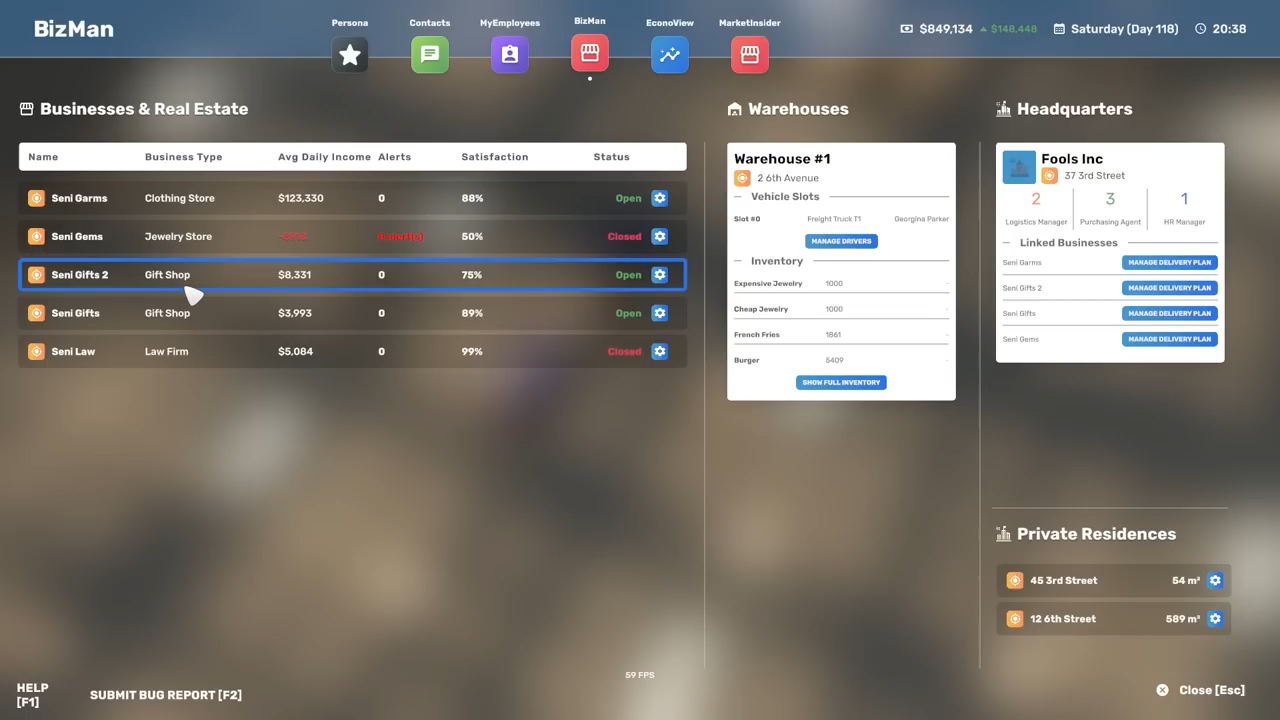 BizMan
Persona
Contacts
MyEmployees
BizMan
EconoView
MarketInsider
$849,134
$148,448
Saturday (Day 118)
20:38
Businesses & Real Estate
Name Business Type Avg Daily Income Alerts Satisfaction Status
Seni Garms Clothing Store $123,330 0 88% Open
Seni Gems Jewelry Store 50% Closed
Seni Gifts 2 Gift Shop $8,331 0 75% Open
Seni Gifts Gift Shop $3,993 0 89% Open
Seni Law Law Firm $5,084 0 99% Closed
Warehouses
Warehouse #1
2 6th Avenue
Vehicle Slots
Slot #0 Freight Truck T1 Georgina Parker
MANAGE DRIVERS
Inventory
Expensive Jewelry 1000 -
Cheap Jewelry 1000 -
French Fries 1861 -
Burger 5409 -
SHOW FULL INVENTORY
Headquarters
Fools Inc
37 3rd Street
2 3 1
Logistics Manager Purchasing Agent HR Manager
Linked Businesses
Seni Garms MANAGE DELIVERY PLAN
Seni Gifts 2 MANAGE DELIVERY PLAN
Seni Gifts MANAGE DELIVERY PLAN
Seni Gems MANAGE DELIVERY PLAN
Private Residences
45 3rd Street 54 m²
12 6th Street 589 m²
59 FPS
HELP
[F1]
SUBMIT BUG REPORT [F2]
Close [Esc]